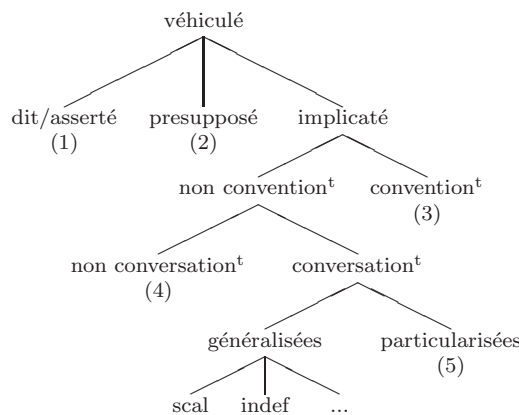 véhiculé
dit/asserté presupposé implicaté
(1) (2)
non conventionᵗ conventionᵗ
(3)
non conversationᵗ conversationᵗ
(4)
généralisées particularisées
(5)
scal indef ...